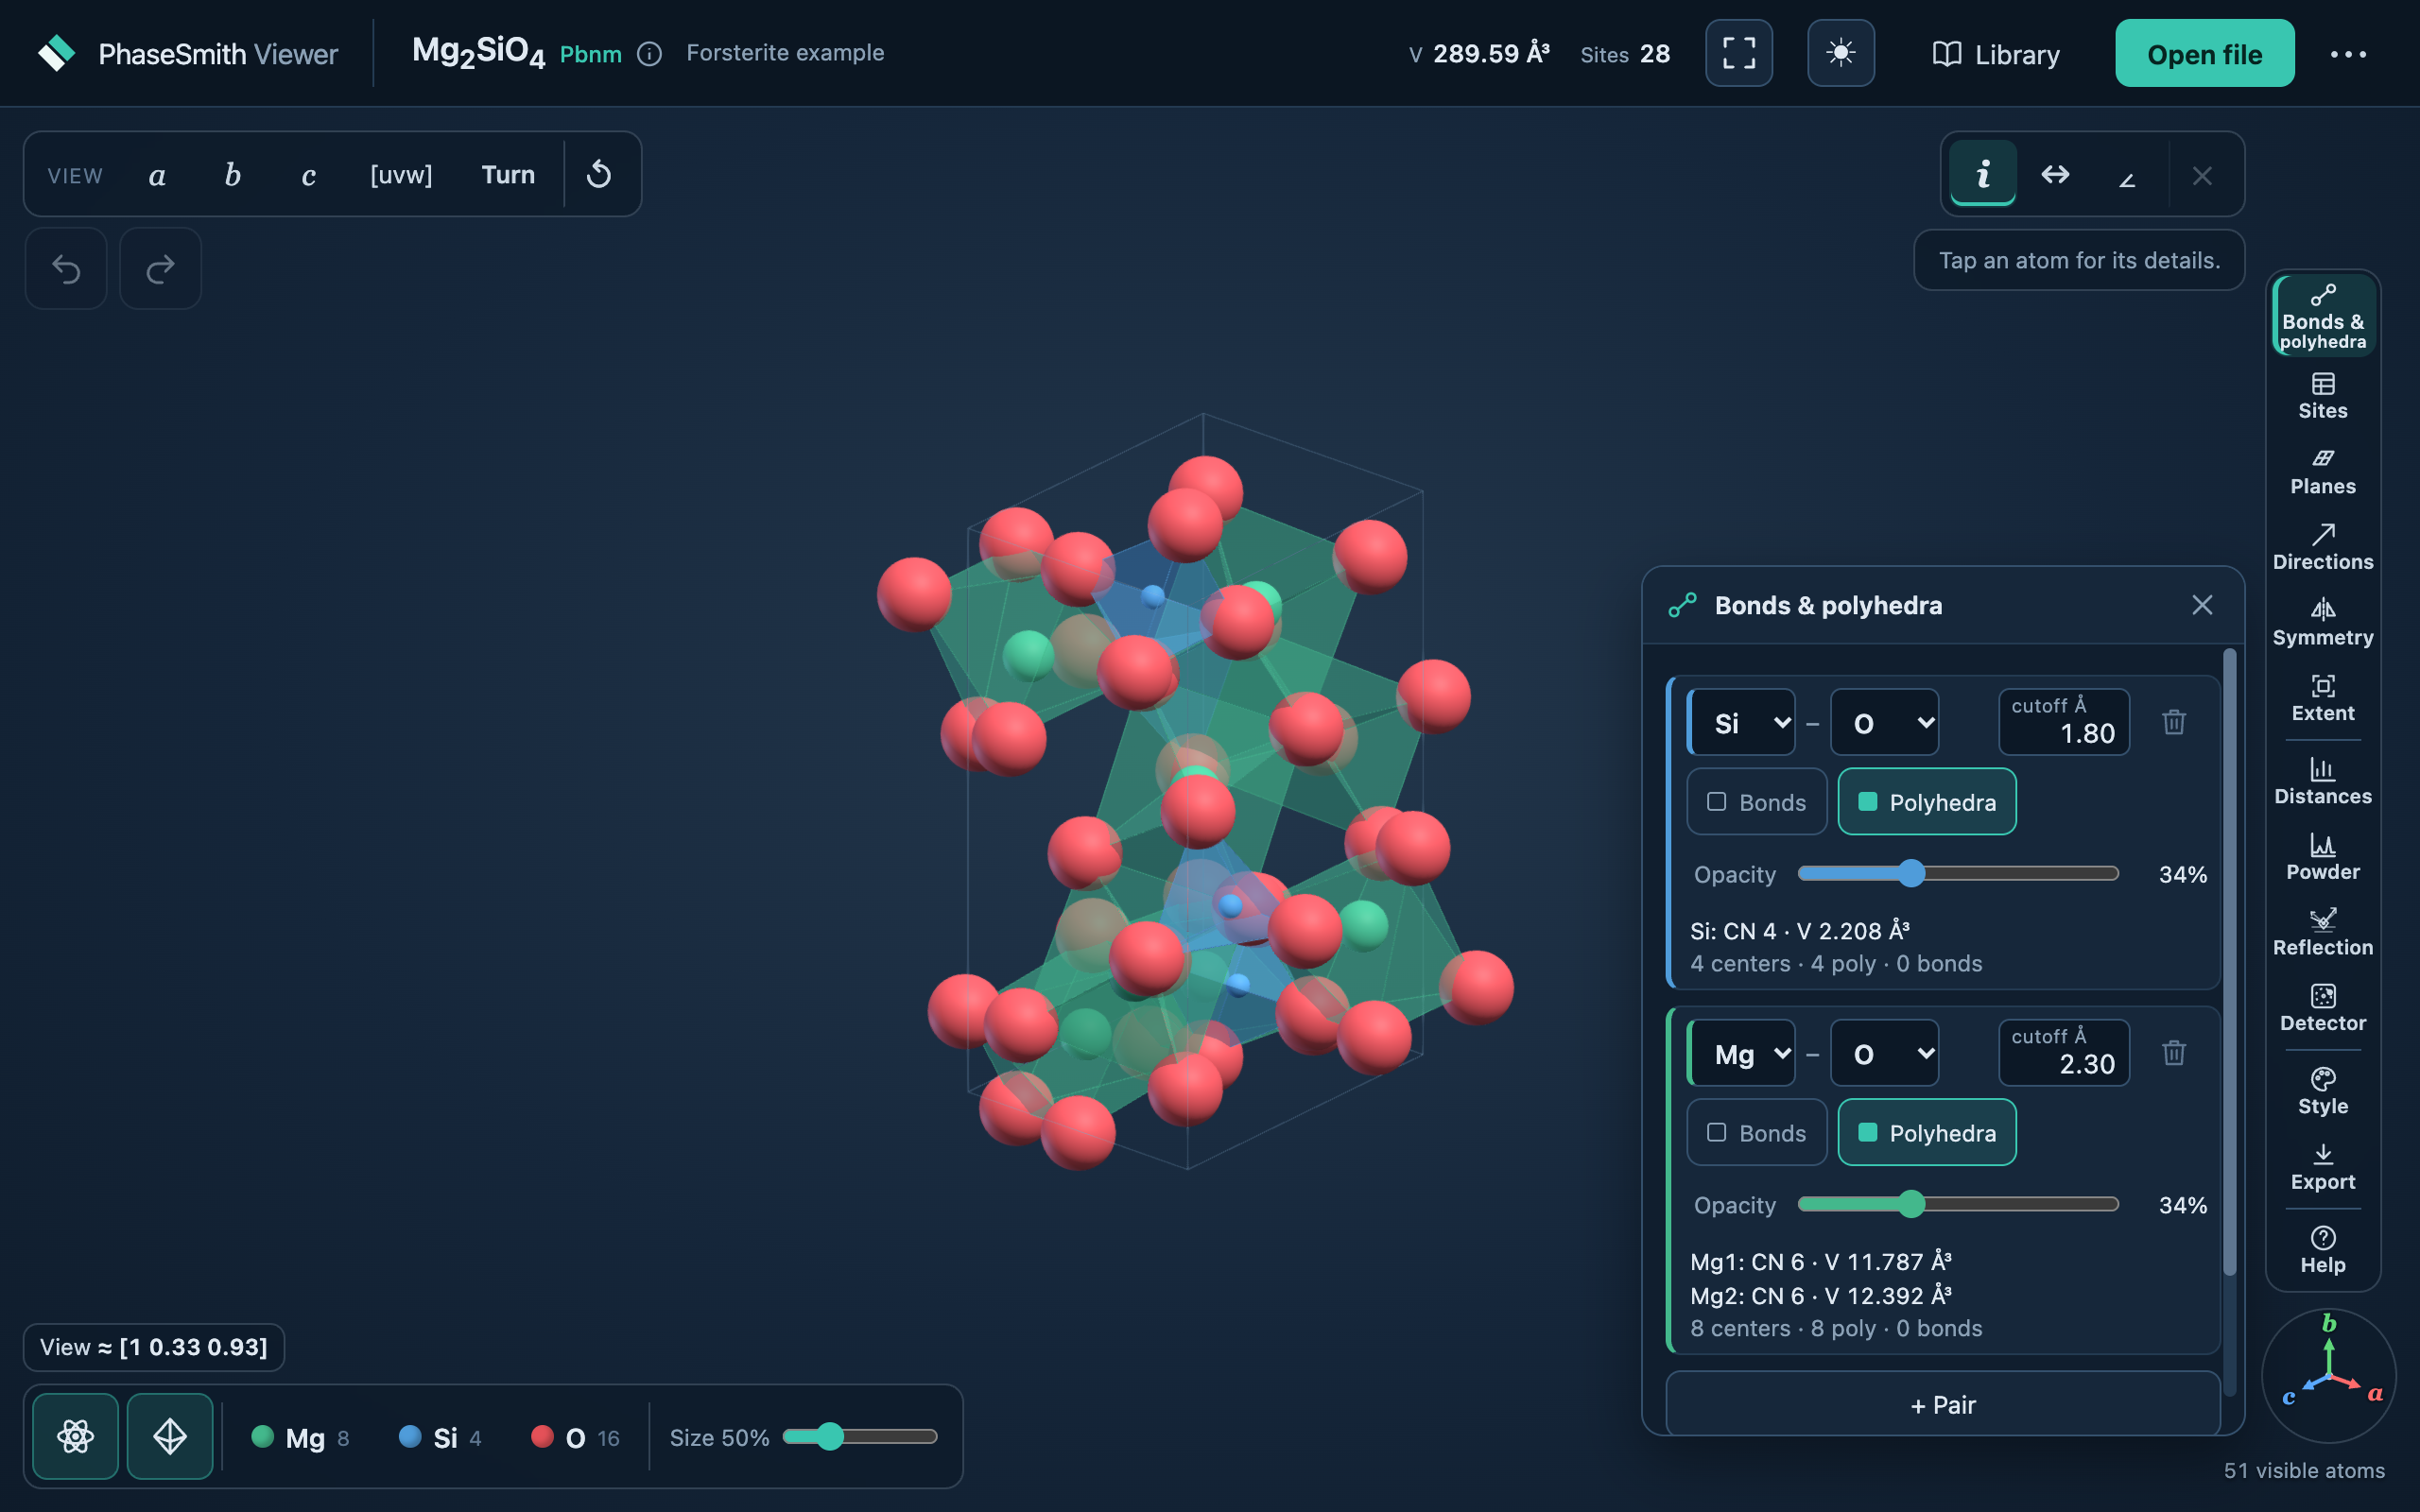 PhaseSmith Viewer
Mg₂SiO₄ Pbnm
Forsterite example
V 289.59 Å³
Sites 28
Library
Open file
VIEW a b c [uvw] Turn
Tap an atom for its details.
Bonds &
polyhedra
Sites
Planes
Directions
Symmetry
Extent
Distances
Powder
Reflection
Detector
Style
Export
Help
Bonds & polyhedra
Si – O
cutoff Å
1.80
Bonds
Polyhedra
Opacity 34%
Si: CN 4 · V 2.208 Å³
4 centers · 4 poly · 0 bonds
Mg – O
cutoff Å
2.30
Bonds
Polyhedra
Opacity 34%
Mg1: CN 6 · V 11.787 Å³
Mg2: CN 6 · V 12.392 Å³
8 centers · 8 poly · 0 bonds
+ Pair
View ≈ [1 0.33 0.93]
Mg 8 Si 4 O 16
Size 50%
b
c
a
51 visible atoms